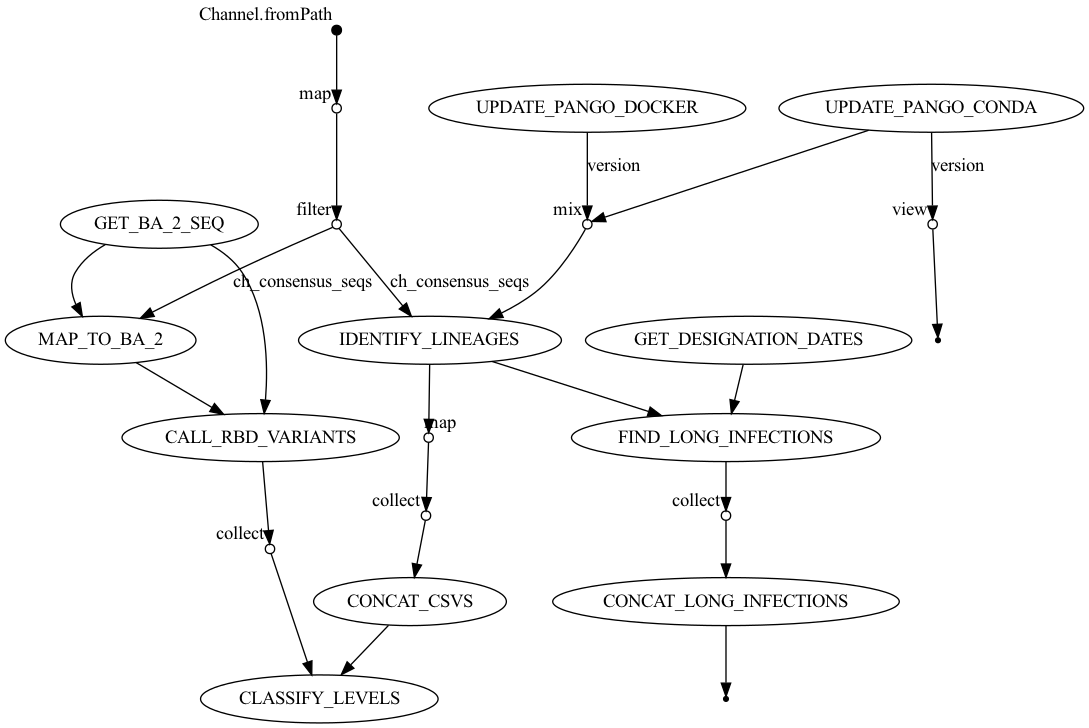 Channel.fromPath
map
UPDATE_PANGO_DOCKER
UPDATE_PANGO_CONDA
version
version
filter
mix
view
GET_BA_2_SEQ
ch_consensus_seqs
ch_consensus_seqs
MAP_TO_BA_2
IDENTIFY_LINEAGES
GET_DESIGNATION_DATES
map
CALL_RBD_VARIANTS
FIND_LONG_INFECTIONS
collect
collect
collect
CONCAT_CSVS
CONCAT_LONG_INFECTIONS
CLASSIFY_LEVELS